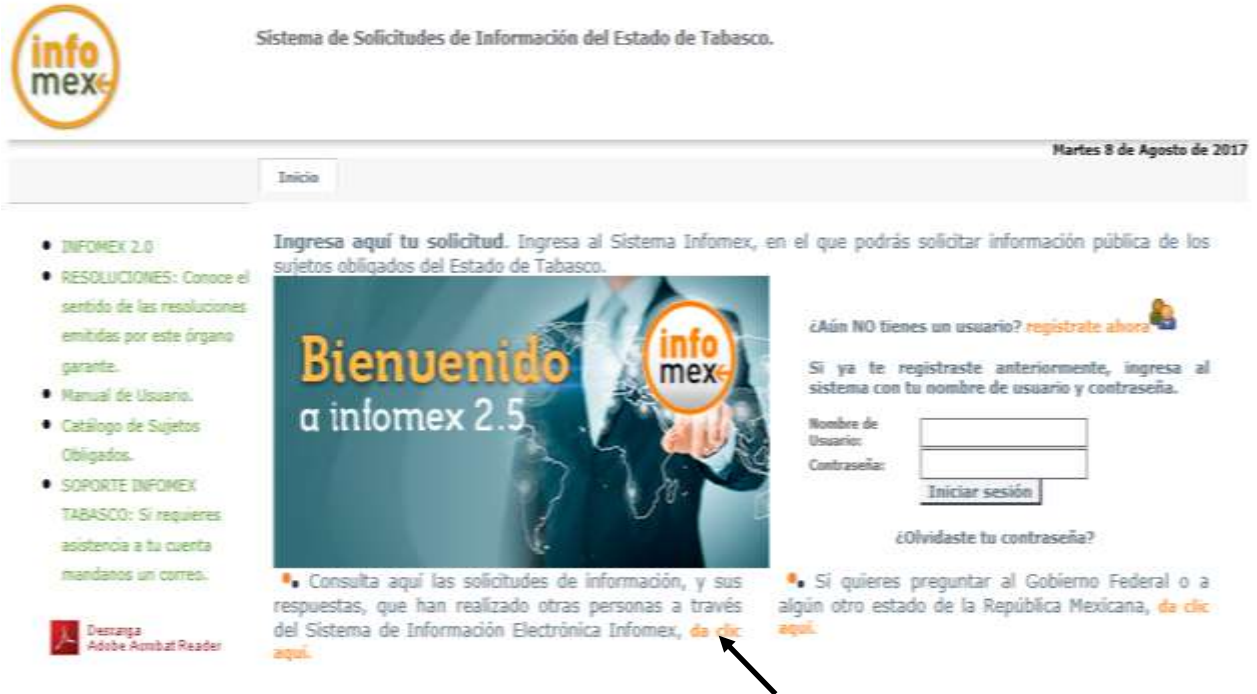 info
mex
Sistema de Solicitudes de Información del Estado de Tabasco.
Martes 8 de Agosto de 2017
Inicio
INFOMEX 2.0
RESOLUCIONES: Conoce el
sentido de las resoluciones
emitidas por este órgano
garante.
Manual de Usuario.
Catálogo de Sujetos
Obligados.
SOPORTE INFOMEX
TABASCO: Si requieres
asistencia a tu cuenta
mandanos un correo.
Descarga
Adobe Acrobat Reader
Ingresa aquí tu solicitud. Ingresa al Sistema Infomex, en el que podrás solicitar información pública de los
sujetos obligados del Estado de Tabasco.
Bienvenido
a infomex 2.5
info
mex
¿Aún NO tienes un usuario? registrate ahora
Si ya te registraste anteriormente, ingresa al
sistema con tu nombre de usuario y contraseña.
Nombre de
Usuario:
Contraseña:
Iniciar sesión
¿Olvidaste tu contraseña?
Consulta aquí las solicitudes de información, y sus
respuestas, que han realizado otras personas a través
del Sistema de Información Electrónica Infomex, da clic
aquí.
Si quieres preguntar al Gobierno Federal o a
algún otro estado de la República Mexicana, da clic
aquí.